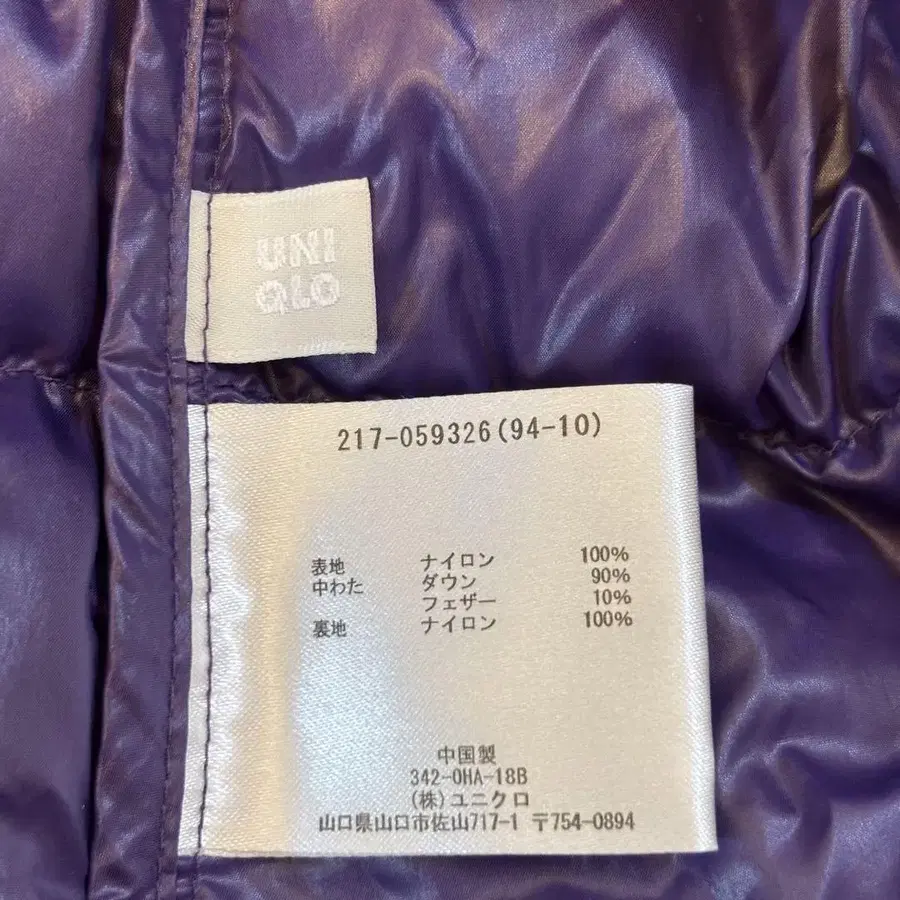 UNI
QLO
217-059326(94-10)
表地 ナイロン 100%
中わた ダウン 90%
フェザー 10%
裏地 ナイロン 100%
中国製
342-0HA-18B
(株)ユニクロ
山口県山口市佐山717-1 〒754-0894